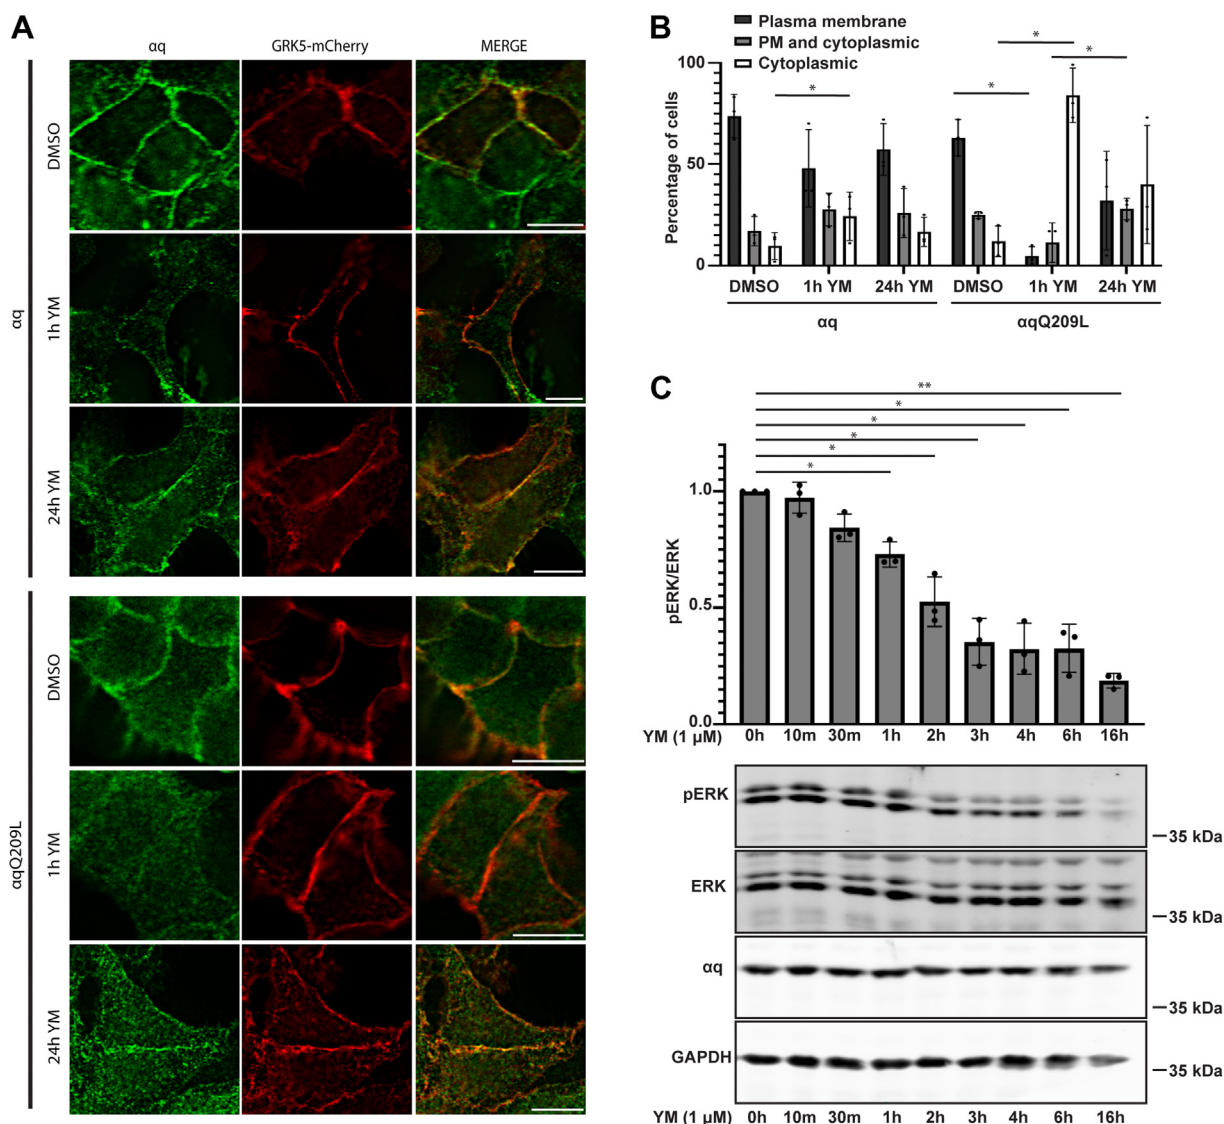 A
αq
GRK5-mCherry
MERGE
DMSO
1h YM
24h YM
αq
DMSO
1h YM
24h YM
αqQ209L
B
Plasma membrane
PM and cytoplasmic
Cytoplasmic
* * * *
Percentage of cells
100
50
0
DMSO 1h YM 24h YM DMSO 1h YM 24h YM
αq αqQ209L
C
**
*
*
*
*
*
pERK/ERK
1.0
0.5
0.0
YM (1 µM) 0h 10m 30m 1h 2h 3h 4h 6h 16h
pERK
35 kDa
ERK
35 kDa
αq
35 kDa
GAPDH
35 kDa
YM (1 µM) 0h 10m 30m 1h 2h 3h 4h 6h 16h